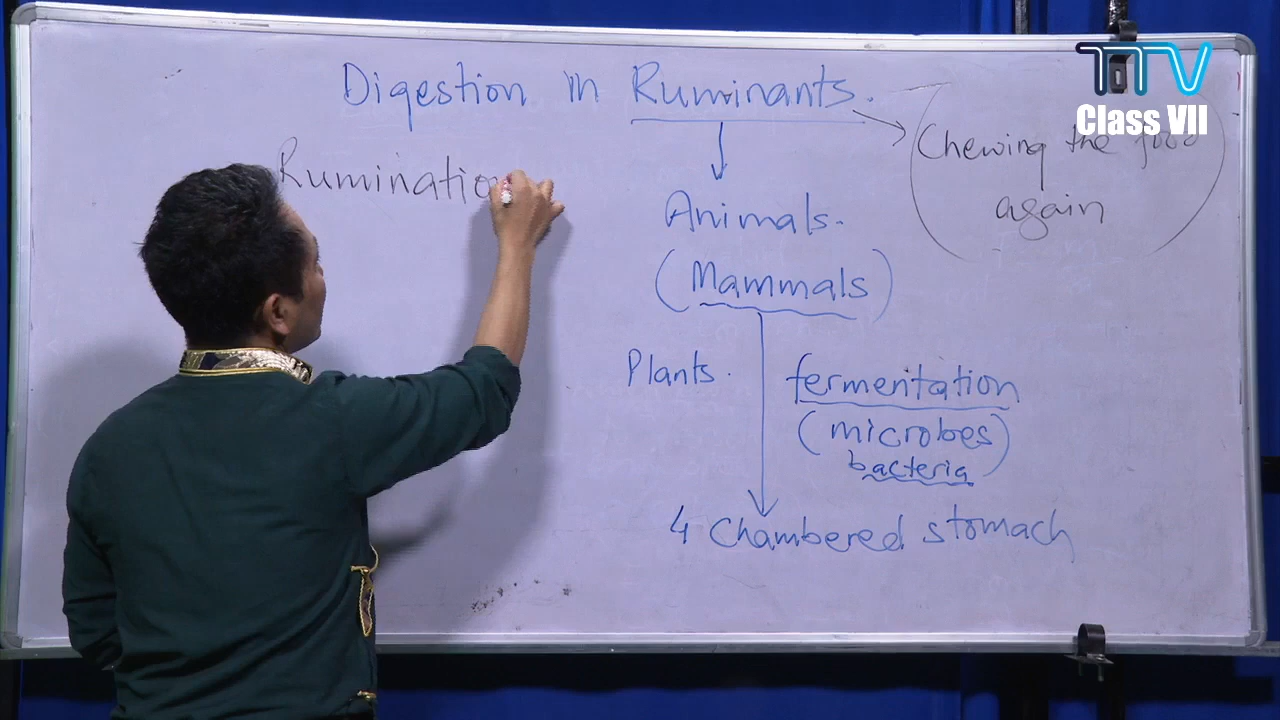 Digestion in Ruminants.
Rumination
Chewing the food
again
Animals.
(Mammals)
Plants.
fermentation
(microbes)
bacteria
4 Chambered stomach
TTV
Class VII